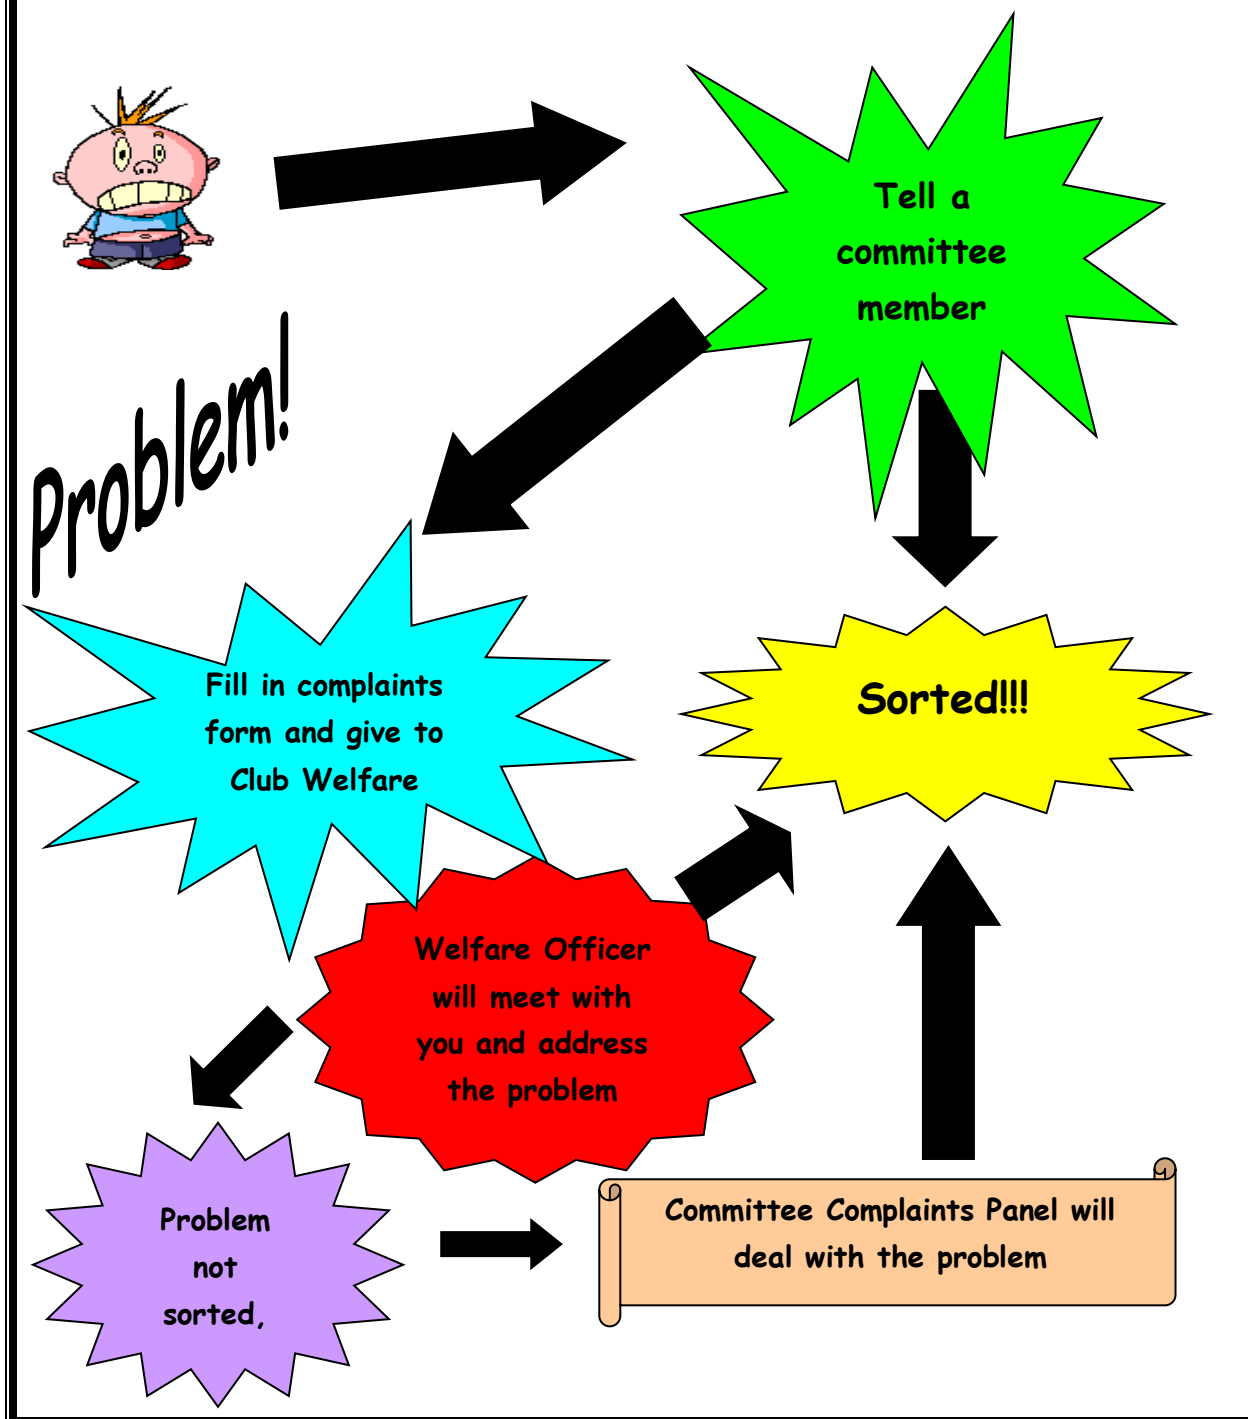 Tell a
committee
member
Problem!
Fill in complaints
form and give to
Club Welfare
Sorted!!!
Welfare Officer
will meet with
you and address
the problem
Problem
not
sorted,
Committee Complaints Panel will
deal with the problem